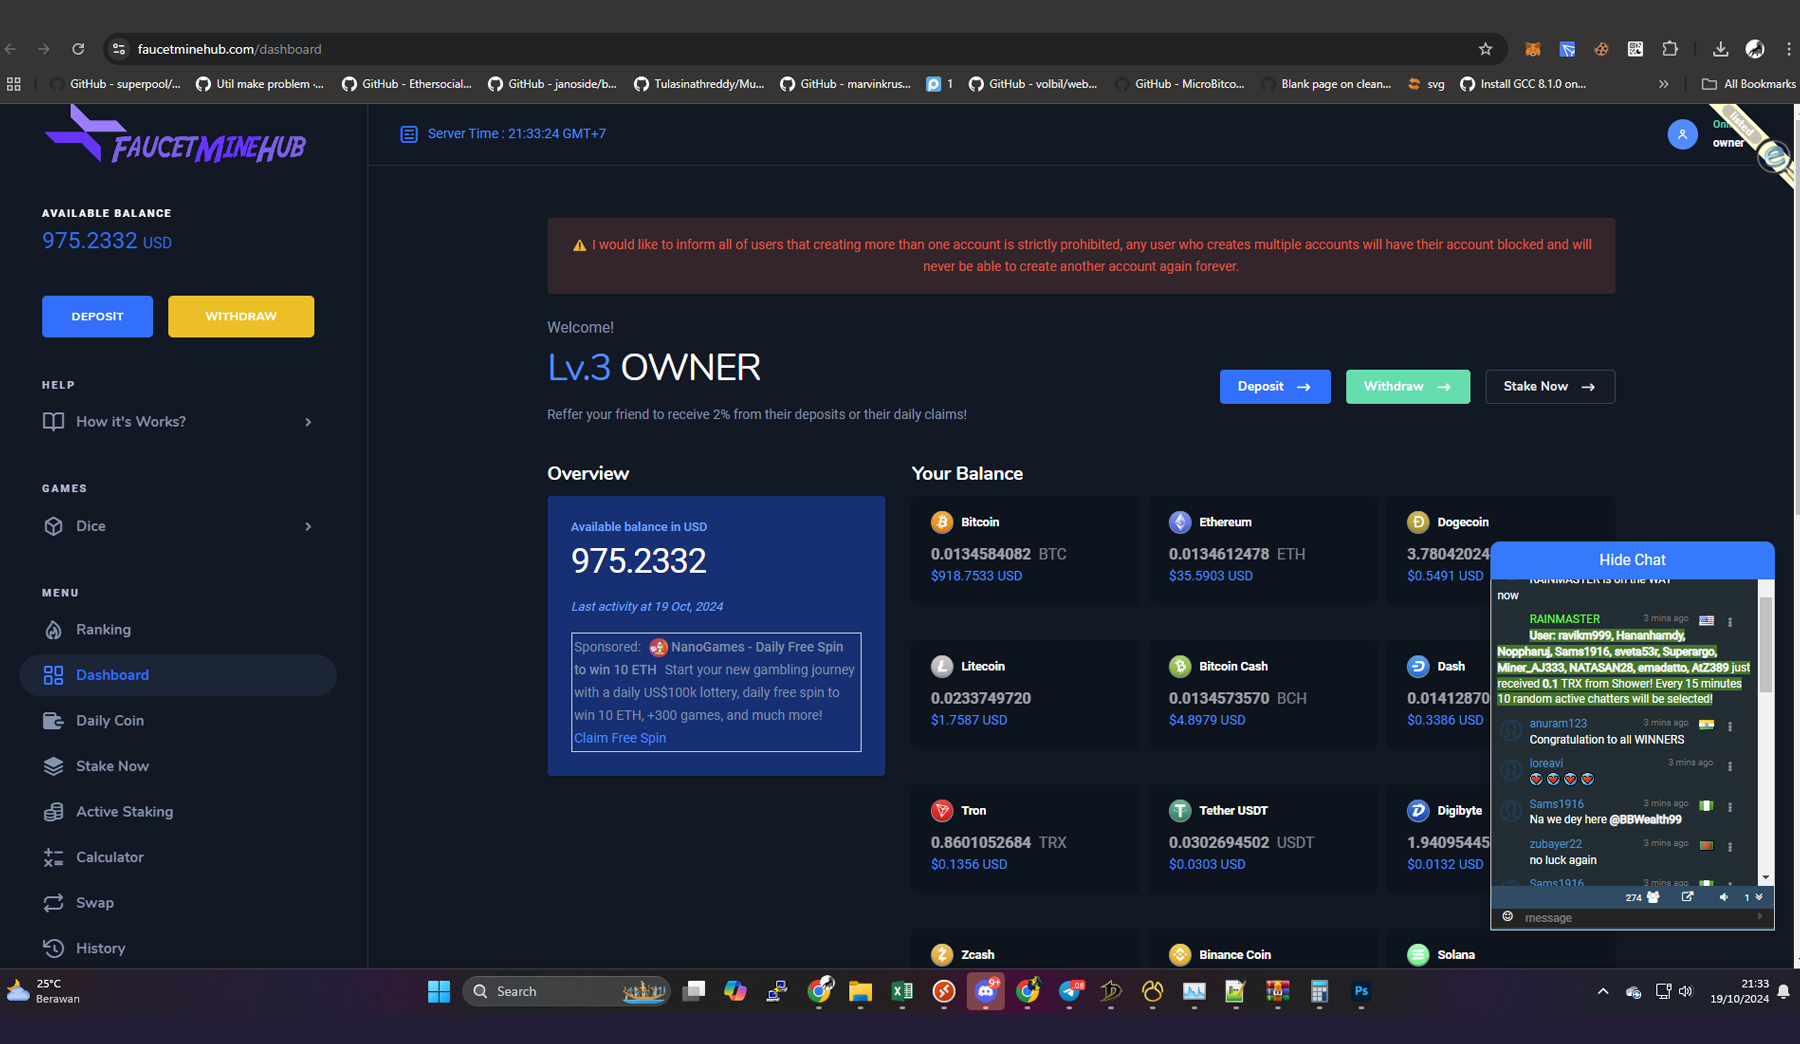 faucetminehub.com/dashboard
GitHub - superpool/...
Util make problem ·...
GitHub - Ethersocial...
GitHub - janoside/b...
Tulasinathreddy/Mu...
GitHub - marvinkrus...
1
GitHub - volbil/web...
GitHub - MicroBitco...
Blank page on clean...
svg
Install GCC 8.1.0 on...
All Bookmarks
FAUCETMINEHUB
Server Time : 21:33:24 GMT+7
listed
owner
AVAILABLE BALANCE
975.2332 USD
DEPOSIT
WITHDRAW
HELP
How it's Works?
GAMES
Dice
MENU
Ranking
Dashboard
Daily Coin
Stake Now
Active Staking
Calculator
Swap
History
I would like to inform all of users that creating more than one account is strictly prohibited, any user who creates multiple accounts will have their account blocked and will
never be able to create another account again forever.
Welcome!
Lv.3 OWNER
Reffer your friend to receive 2% from their deposits or their daily claims!
Deposit
Withdraw
Stake Now
Overview
Available balance in USD
975.2332
Last activity at 19 Oct, 2024
Sponsored: NanoGames - Daily Free Spin
to win 10 ETH Start your new gambling journey
with a daily US$100k lottery, daily free spin to
win 10 ETH, +300 games, and much more!
Claim Free Spin
Your Balance
Bitcoin
0.0134584082 BTC
$918.7533 USD
Ethereum
0.0134612478 ETH
$35.5903 USD
Dogecoin
3.78042024
$0.5491 USD
Litecoin
0.0233749720
$1.7587 USD
Bitcoin Cash
0.0134573570 BCH
$4.8979 USD
Dash
0.01412870
$0.3386 USD
Tron
0.8601052684 TRX
$0.1356 USD
Tether USDT
0.0302694502 USDT
$0.0303 USD
Digibyte
1.94095445
$0.0132 USD
Zcash
Binance Coin
Solana
Hide Chat
RAINMASTER is on the WAY
now
RAINMASTER 3 mins ago
User: ravikm999, Hananhamdy,
Noppharuj, Sams1916, sveta53r, Superargo,
Miner_AJ333, NATASAN28, emadatto, AtZ389 just
received 0.1 TRX from Shower! Every 15 minutes
10 random active chatters will be selected!
anuram123 3 mins ago
Congratulation to all WINNERS
loreavi 3 mins ago
Sams1916 3 mins ago
Na we dey here @BBWealth99
zubayer22 3 mins ago
no luck again
Sams1916 3 mins ago
274
1
message
25°C
Berawan
Search
9+
.08
Ps
21:33
19/10/2024